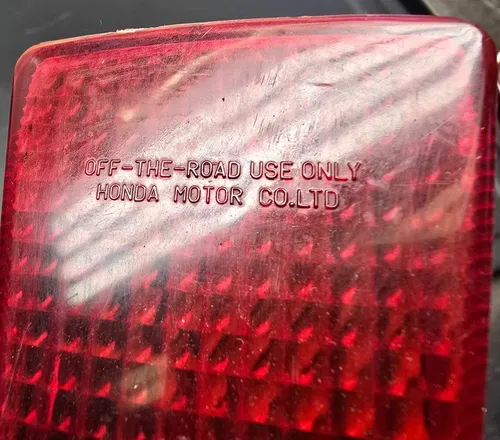 OFF-THE-ROAD USE ONLY
HONDA MOTOR CO.LTD